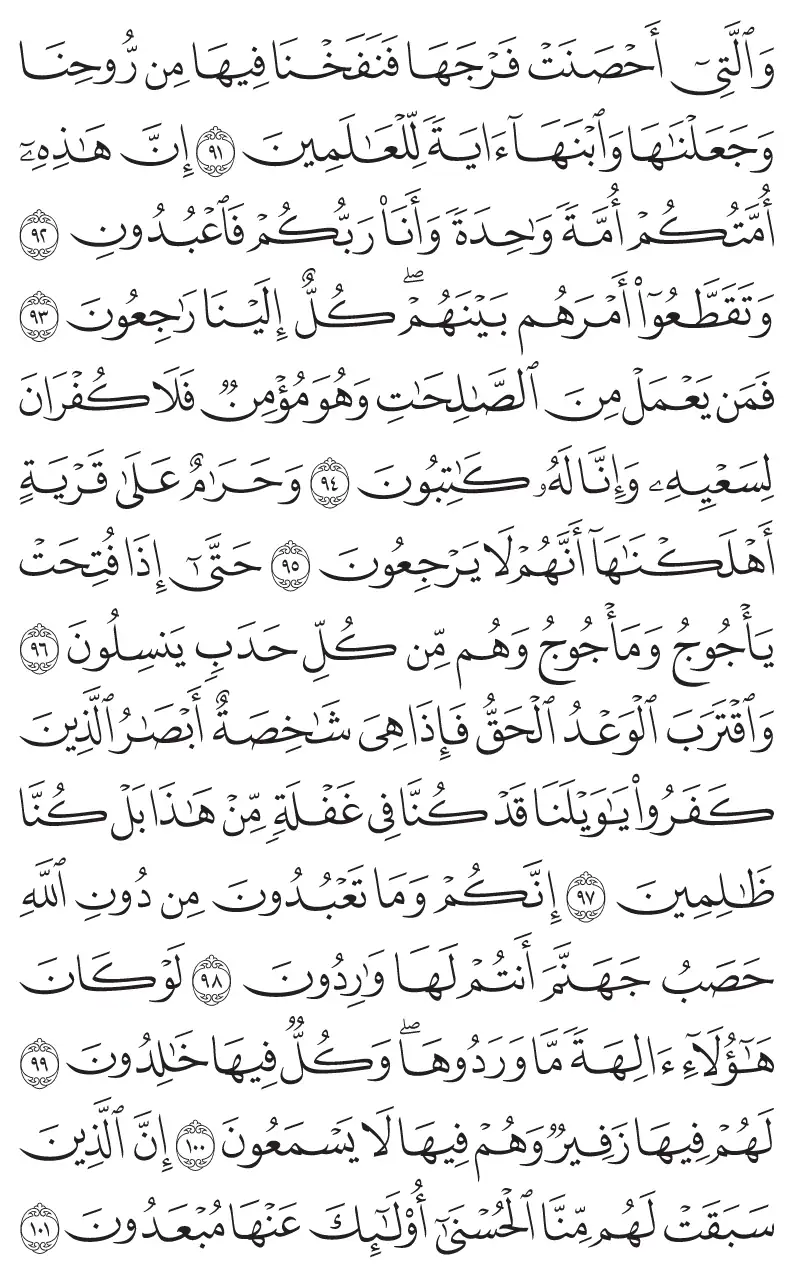 وَٱلَّتِىٓ أَحْصَنَتْ فَرْجَهَا فَنَفَخْنَا فِيهَا مِن رُّوحِنَا
وَجَعَلْنَٰهَا وَٱبْنَهَآ ءَايَةً لِّلْعَٰلَمِينَ ٩١ إِنَّ هَٰذِهِۦٓ
أُمَّتُكُمْ أُمَّةً وَٰحِدَةً وَأَنَا۠ رَبُّكُمْ فَٱعْبُدُونِ ٩٢
وَتَقَطَّعُوٓا۟ أَمْرَهُم بَيْنَهُمْ ۖ كُلٌّ إِلَيْنَا رَٰجِعُونَ ٩٣
فَمَن يَعْمَلْ مِنَ ٱلصَّٰلِحَٰتِ وَهُوَ مُؤْمِنٌ فَلَا كُفْرَانَ
لِسَعْيِهِۦ وَإِنَّا لَهُۥ كَٰتِبُونَ ٩٤ وَحَرَٰمٌ عَلَىٰ قَرْيَةٍ
أَهْلَكْنَٰهَآ أَنَّهُمْ لَا يَرْجِعُونَ ٩٥ حَتَّىٰٓ إِذَا فُتِحَتْ
يَأْجُوجُ وَمَأْجُوجُ وَهُم مِّن كُلِّ حَدَبٍ يَنسِلُونَ ٩٦
وَٱقْتَرَبَ ٱلْوَعْدُ ٱلْحَقُّ فَإِذَا هِىَ شَٰخِصَةٌ أَبْصَٰرُ ٱلَّذِينَ
كَفَرُوا۟ يَٰوَيْلَنَا قَدْ كُنَّا فِى غَفْلَةٍ مِّنْ هَٰذَا بَلْ كُنَّا
ظَٰلِمِينَ ٩٧ إِنَّكُمْ وَمَا تَعْبُدُونَ مِن دُونِ ٱللَّهِ
حَصَبُ جَهَنَّمَ أَنتُمْ لَهَا وَٰرِدُونَ ٩٨ لَوْ كَانَ
هَٰٓؤُلَآءِ ءَالِهَةً مَّا وَرَدُوهَا ۖ وَكُلٌّ فِيهَا خَٰلِدُونَ ٩٩
لَهُمْ فِيهَا زَفِيرٌ وَهُمْ فِيهَا لَا يَسْمَعُونَ ١٠٠ إِنَّ ٱلَّذِينَ
سَبَقَتْ لَهُم مِّنَّا ٱلْحُسْنَىٰٓ أُو۟لَٰٓئِكَ عَنْهَا مُبْعَدُونَ ١٠١